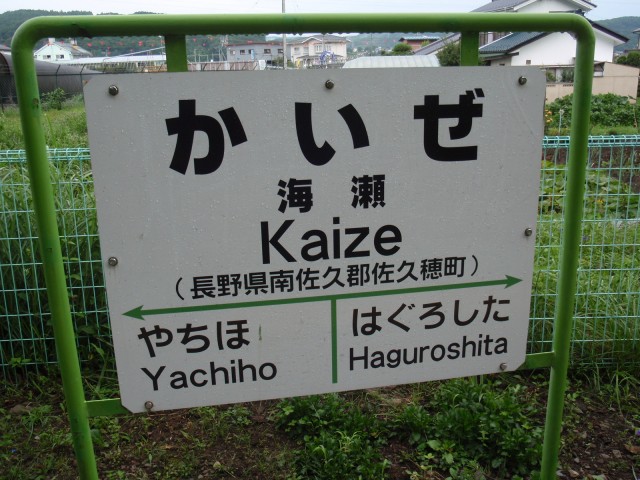 かいぜ
海瀬
Kaize
(長野県南佐久郡佐久穂町)
やちほ はぐろした
Yachiho Haguroshita